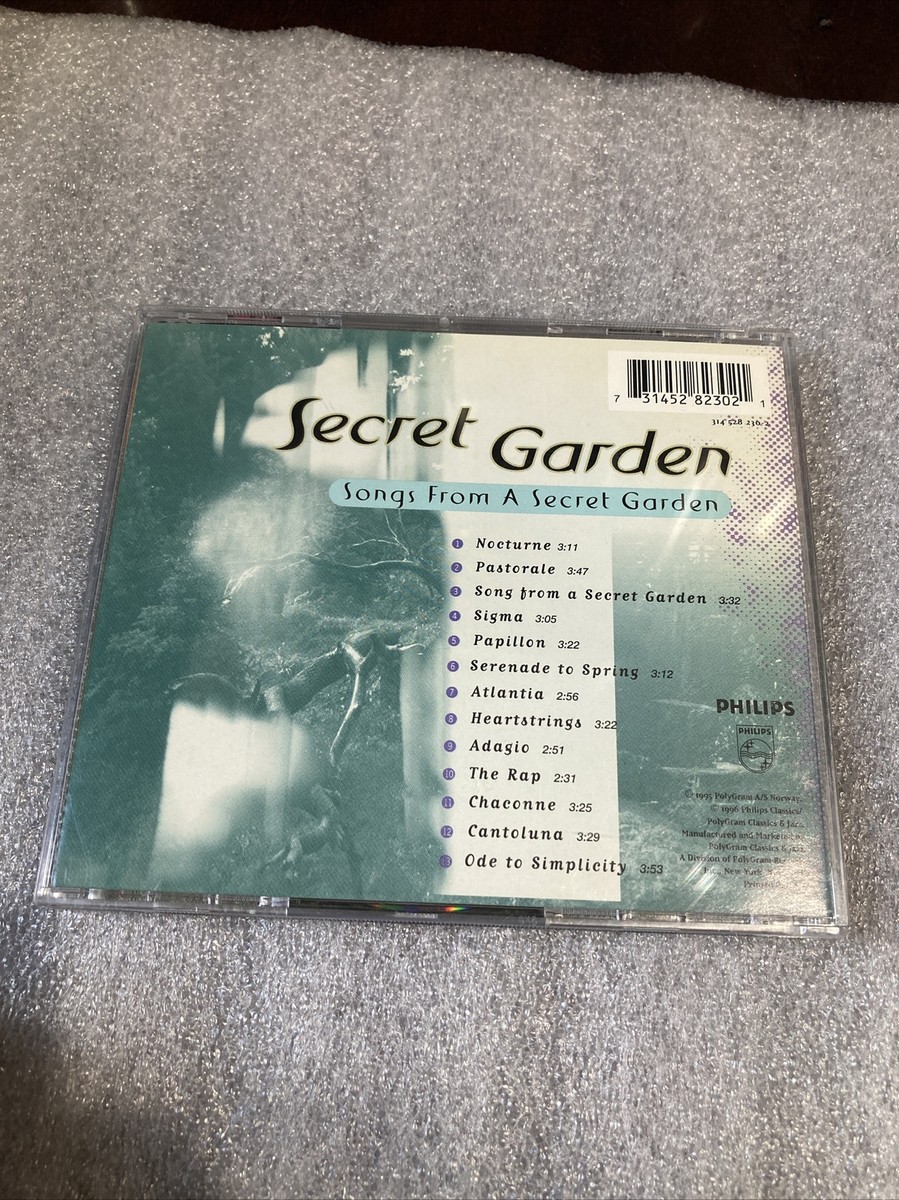 7 31452 82302 1
314 528 230-2
Secret Garden
Songs From A Secret Garden
1 Nocturne 3:11
2 Pastorale 3:47
3 Song from a Secret Garden 3:32
4 Sigma 3:05
5 Papillon 3:22
6 Serenade to Spring 3:12
7 Atlantia 2:56
8 Heartstrings 3:22
9 Adagio 2:51
10 The Rap 2:31
11 Chaconne 3:25
12 Cantoluna 3:29
13 Ode to Simplicity 3:53
PHILIPS
PHILIPS
℗ 1995 PolyGram A/S Norway.
© 1996 Philips Classics/
PolyGram Classics & Jazz.
Manufactured and Marketed by
PolyGram Classics & Jazz,
A Division of PolyGram
Inc., New York
Printed